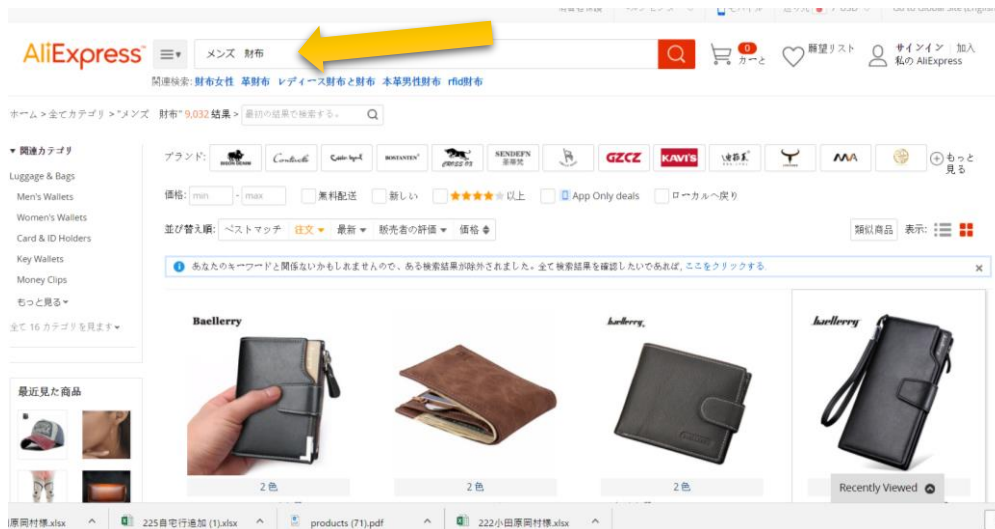 AliExpress
メンズ 財布
0
カーと
願望リスト
サインイン 加入
私の AliExpress
関連検索: 財布女性 革財布 レディース財布と財布 本革男性財布 rfid財布
ホーム > 全てカテゴリ > "メンズ 財布" 9,032 結果 > 最初の結果で検索する。
▼ 関連カテゴリ
Luggage & Bags
Men's Wallets
Women's Wallets
Card & ID Holders
Key Wallets
Money Clips
もっと見る
全て 16 カテゴリを見ます
最近見た商品
ブランド: Contact's BOSTANTEN SENDEFN GZCZ KAVI'S
もっと見る
価格: min - max 無料配送 新しい 以上 App Only deals ローカルへ戻り
並び替え順: ベストマッチ 注文 最新 販売者の評価 価格 類似商品 表示:
あなたのキーワードと関係ないかもしれませんので、ある検索結果が除外されました。全て検索結果を確認したいであれば, ここをクリックする.
Baellerry
baellerry
baellerry
2 色
2 色
2 色
Recently Viewed
原岡村様.xlsx
225自宅行追加 (1).xlsx
products (71).pdf
222小田原岡村様.xlsx